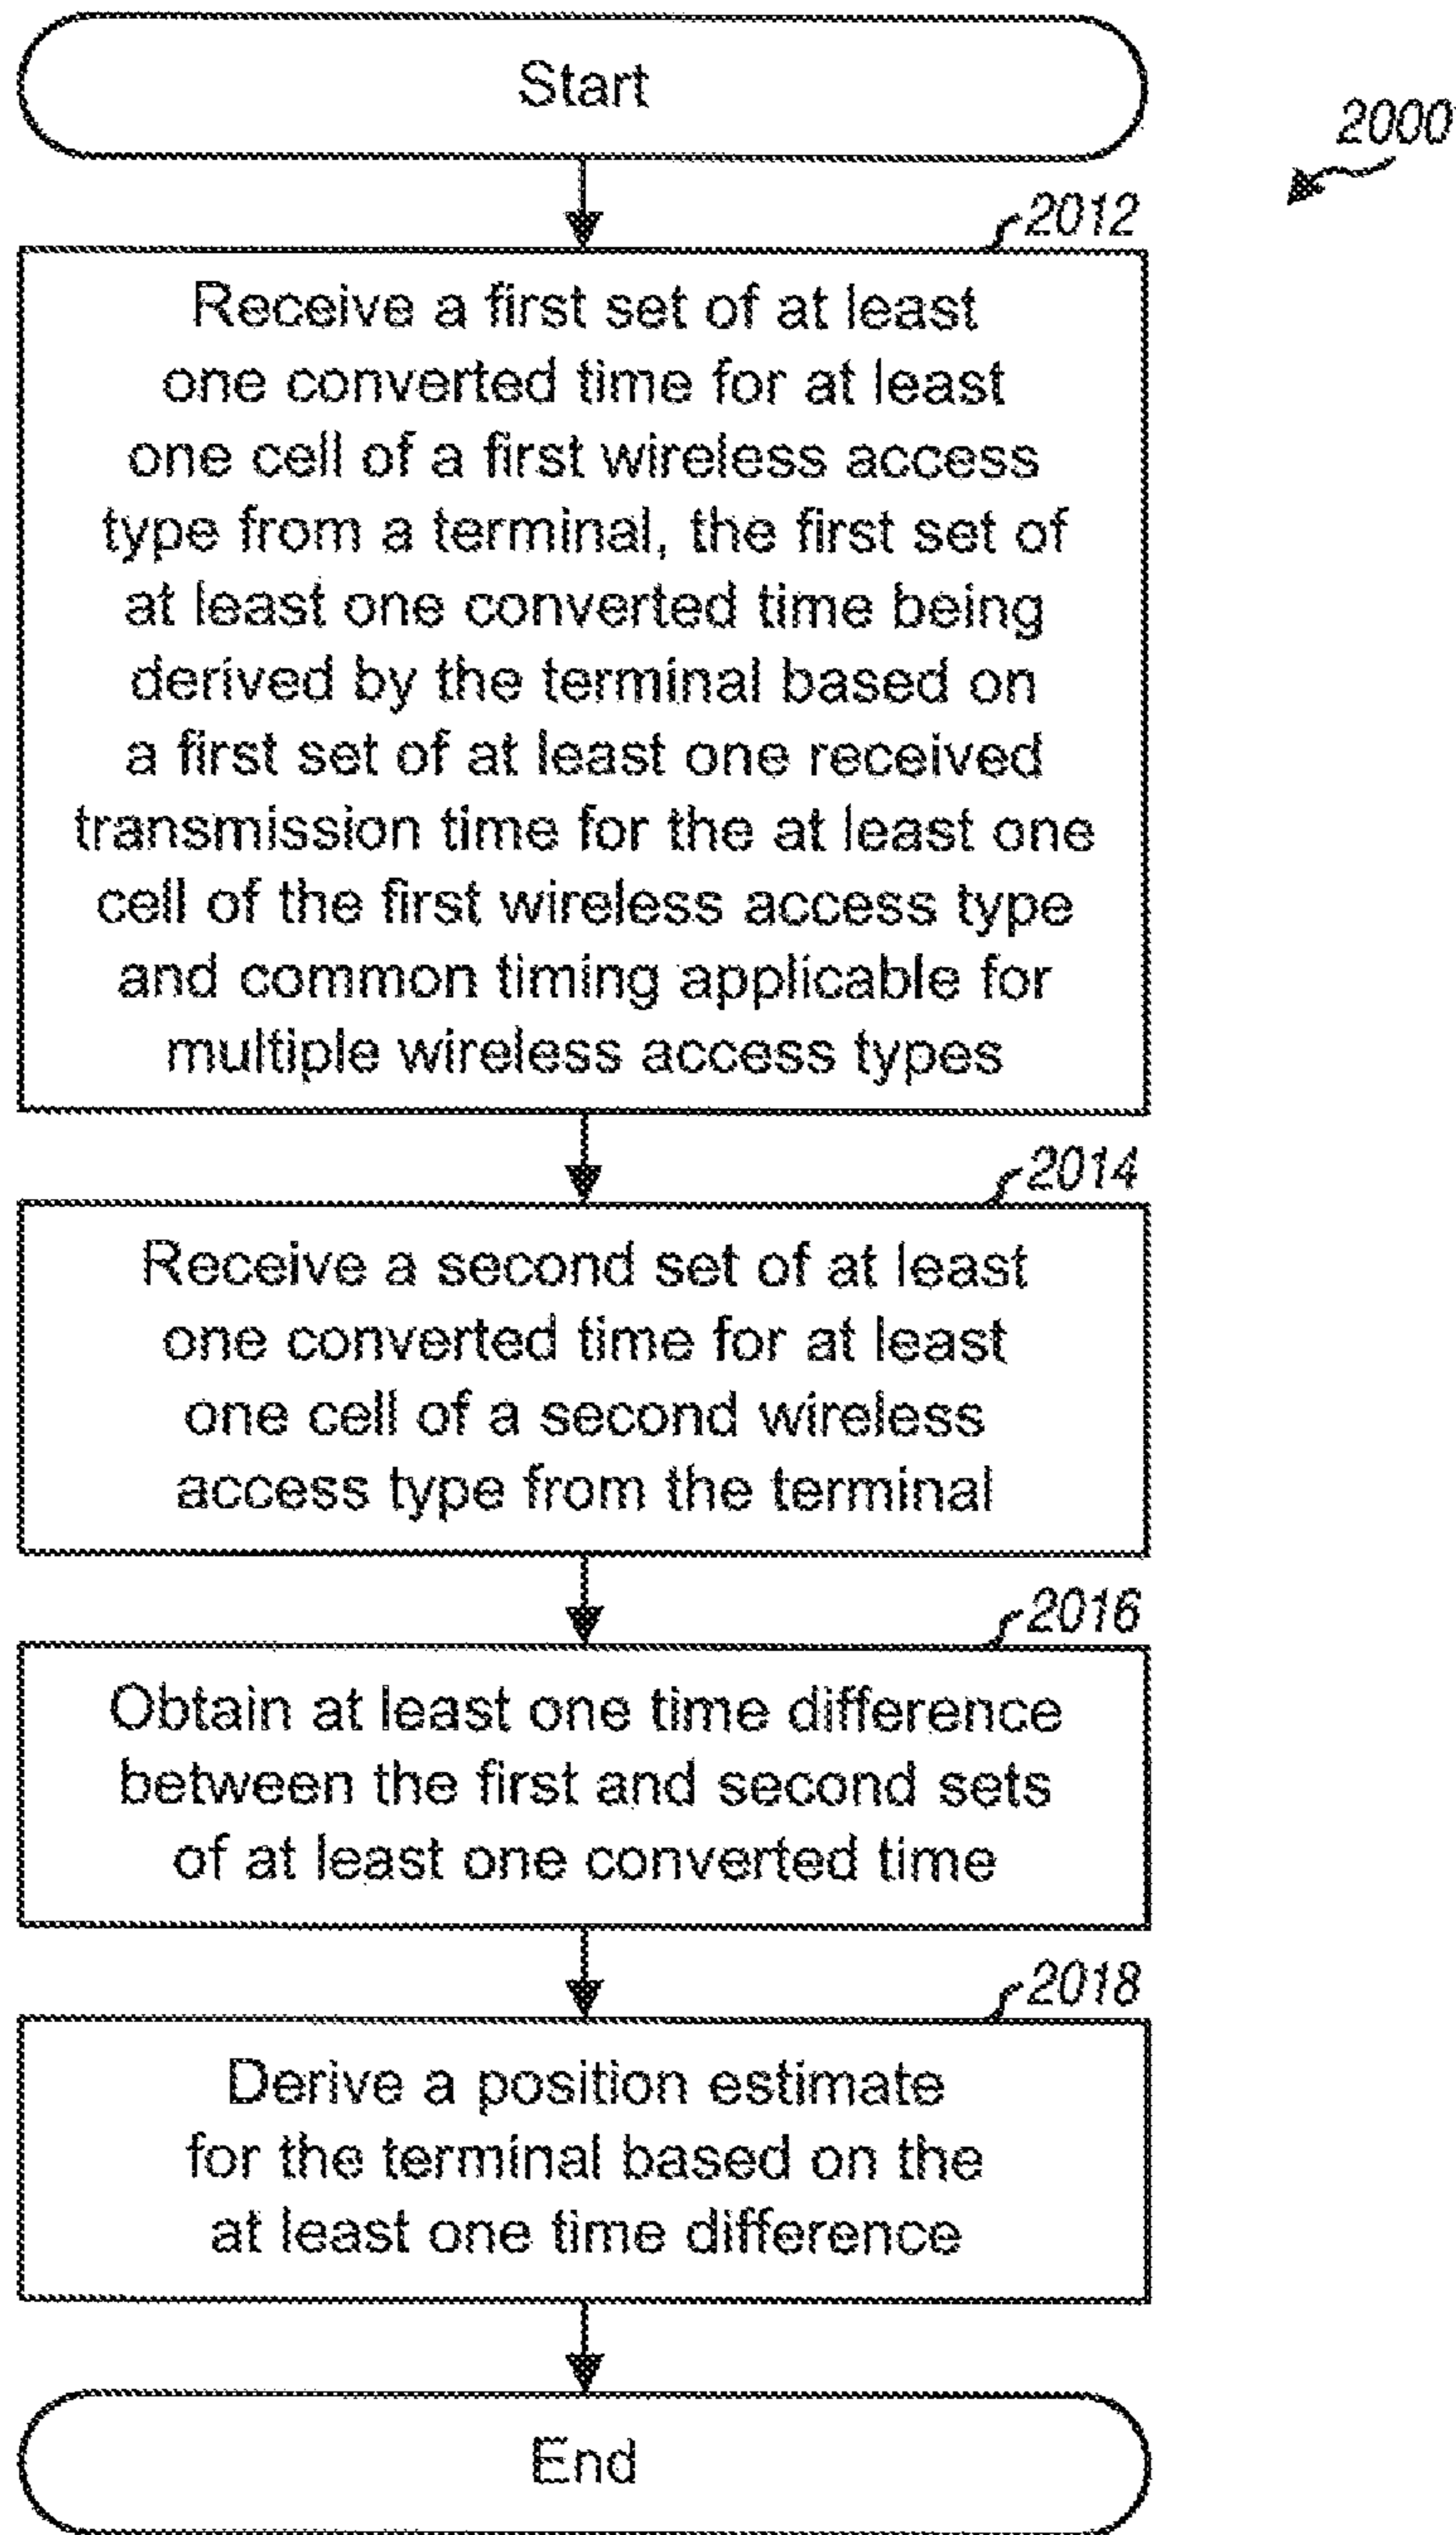 Start
2000
2012
Receive a first set of at least
one converted time for at least
one cell of a first wireless access
type from a terminal, the first set of
at least one converted time being
derived by the terminal based on
a first set of at least one received
transmission time for the at least one
cell of the first wireless access type
and common timing applicable for
multiple wireless access types
2014
Receive a second set of at least
one converted time for at least
one cell of a second wireless
access type from the terminal
2016
Obtain at least one time difference
between the first and second sets
of at least one converted time
2018
Derive a position estimate
for the terminal based on the
at least one time difference
End